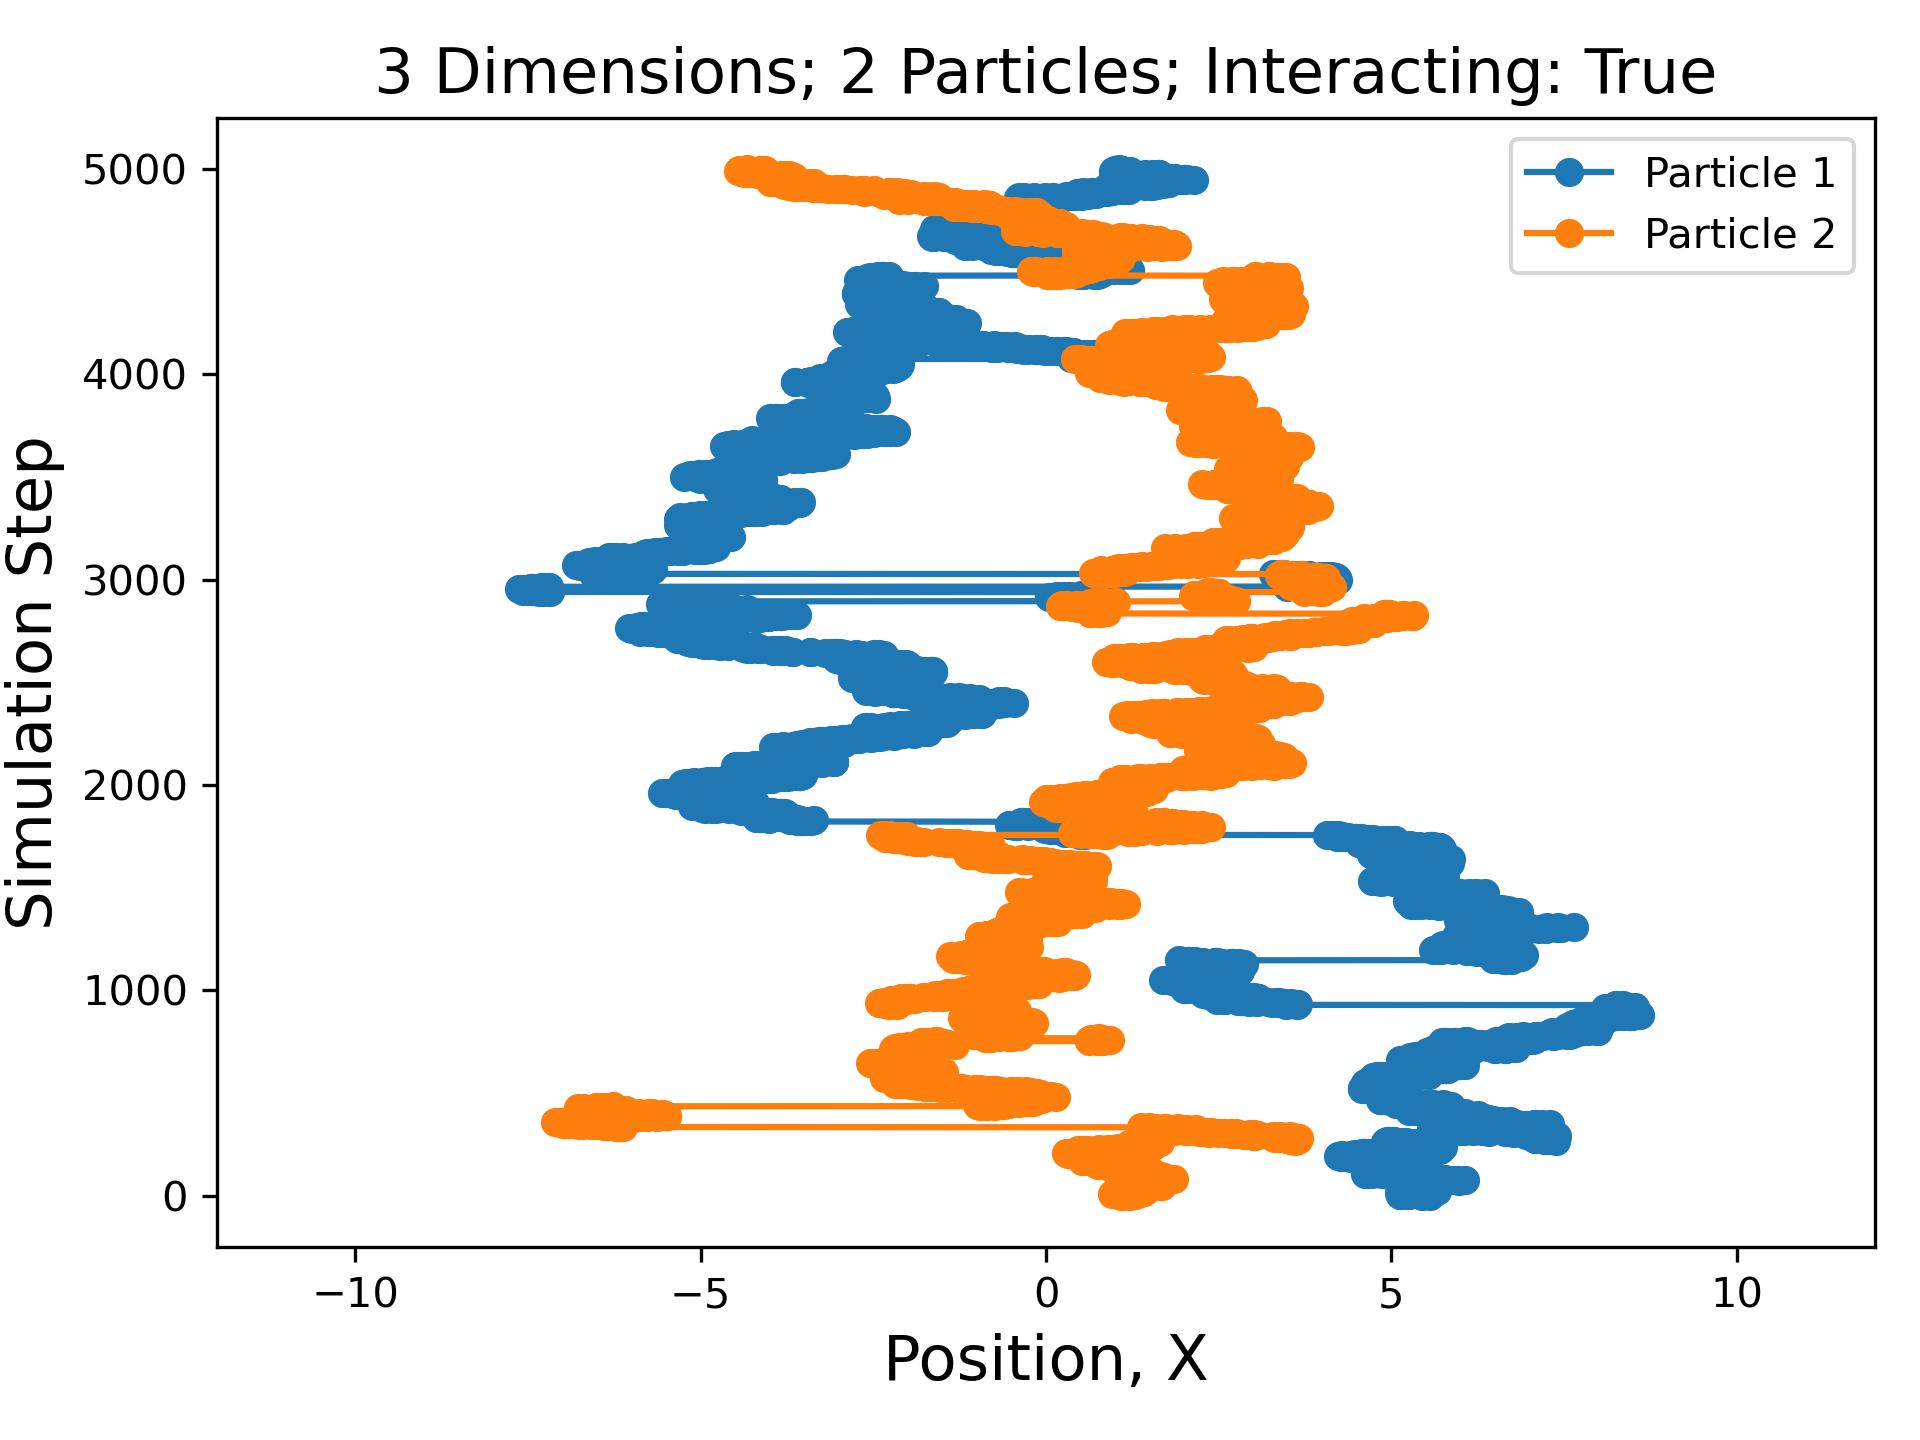 3 Dimensions; 2 Particles; Interacting: True
Particle 1
Particle 2
Simulation Step
5000
4000
3000
2000
1000
0
−10
−5
0
5
10
Position, X